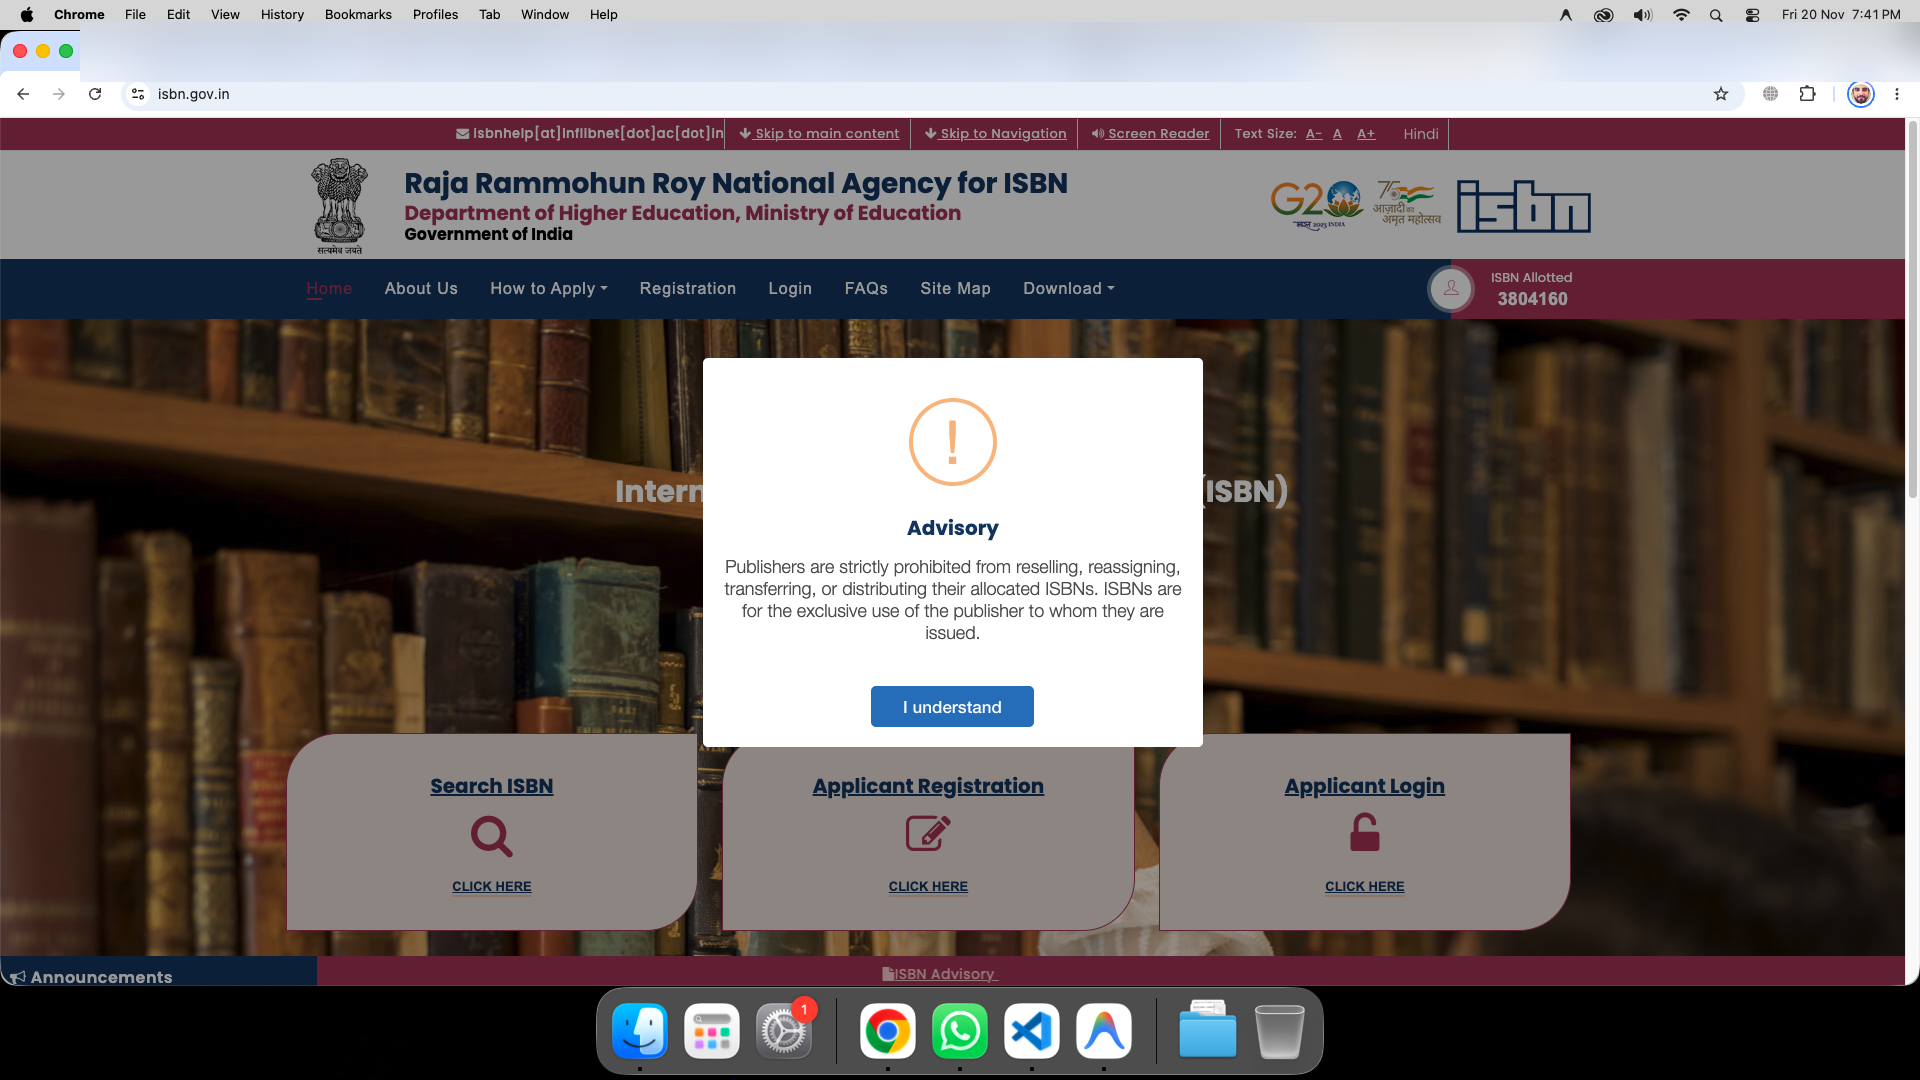 Chrome File Edit View History Bookmarks Profiles Tab Window Help Fri 20 Nov 7:41 PM
isbn.gov.in
isbnhelp[at]inflibnet[dot]ac[dot]in Skip to main content Skip to Navigation Screen Reader Text Size: A- A A+ Hindi
Raja Rammohun Roy National Agency for ISBN
Department of Higher Education, Ministry of Education
Government of India
सत्यमेव जयते
G20
भारत 2023 INDIA
75
आज़ादी का
अमृत महोत्सव
isbn
Home About Us How to Apply Registration Login FAQs Site Map Download
ISBN Allotted
3804160
Intern
(ISBN)
!
Advisory
Publishers are strictly prohibited from reselling, reassigning,
transferring, or distributing their allocated ISBNs. ISBNs are
for the exclusive use of the publisher to whom they are
issued.
I understand
Search ISBN
CLICK HERE
Applicant Registration
CLICK HERE
Applicant Login
CLICK HERE
Announcements
ISBN Advisory
1